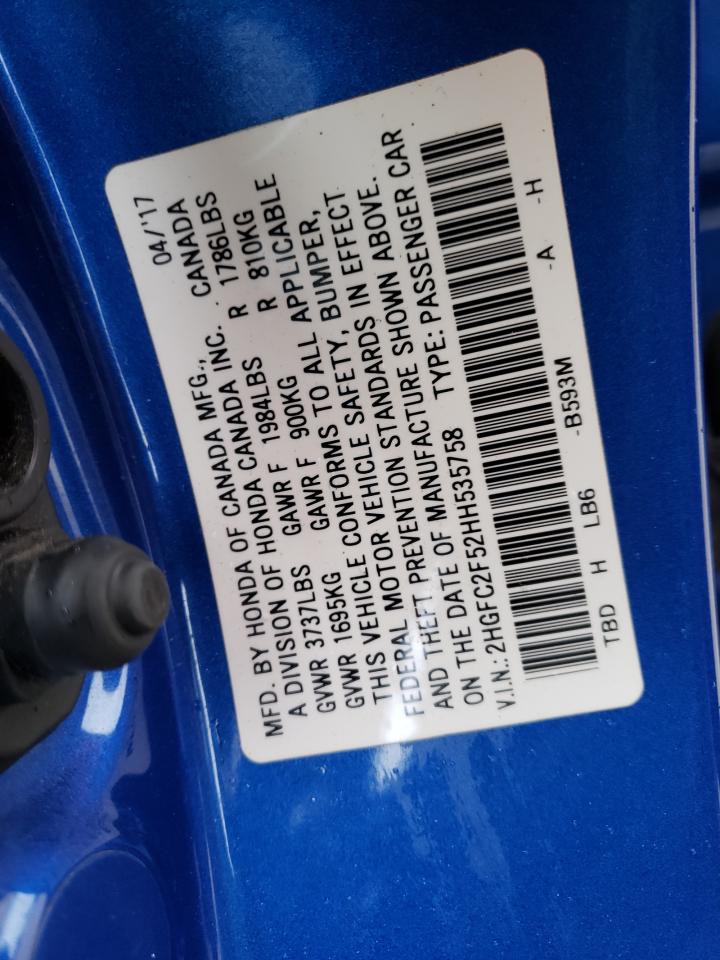 MFD. BY HONDA OF CANADA MFG., 04/'17
A DIVISION OF HONDA CANADA INC. CANADA
GVWR 3737LBS GAWR F 1984LBS R 1786LBS
GVWR 1695KG GAWR F 900KG R 810KG
THIS VEHICLE CONFORMS TO ALL APPLICABLE
FEDERAL MOTOR VEHICLE SAFETY, BUMPER,
AND THEFT PREVENTION STANDARDS IN EFFECT
ON THE DATE OF MANUFACTURE SHOWN ABOVE.
V.I.N.:2HGFC2F52HH535758 TYPE: PASSENGER CAR
TBD H LB6 -B593M -A -H